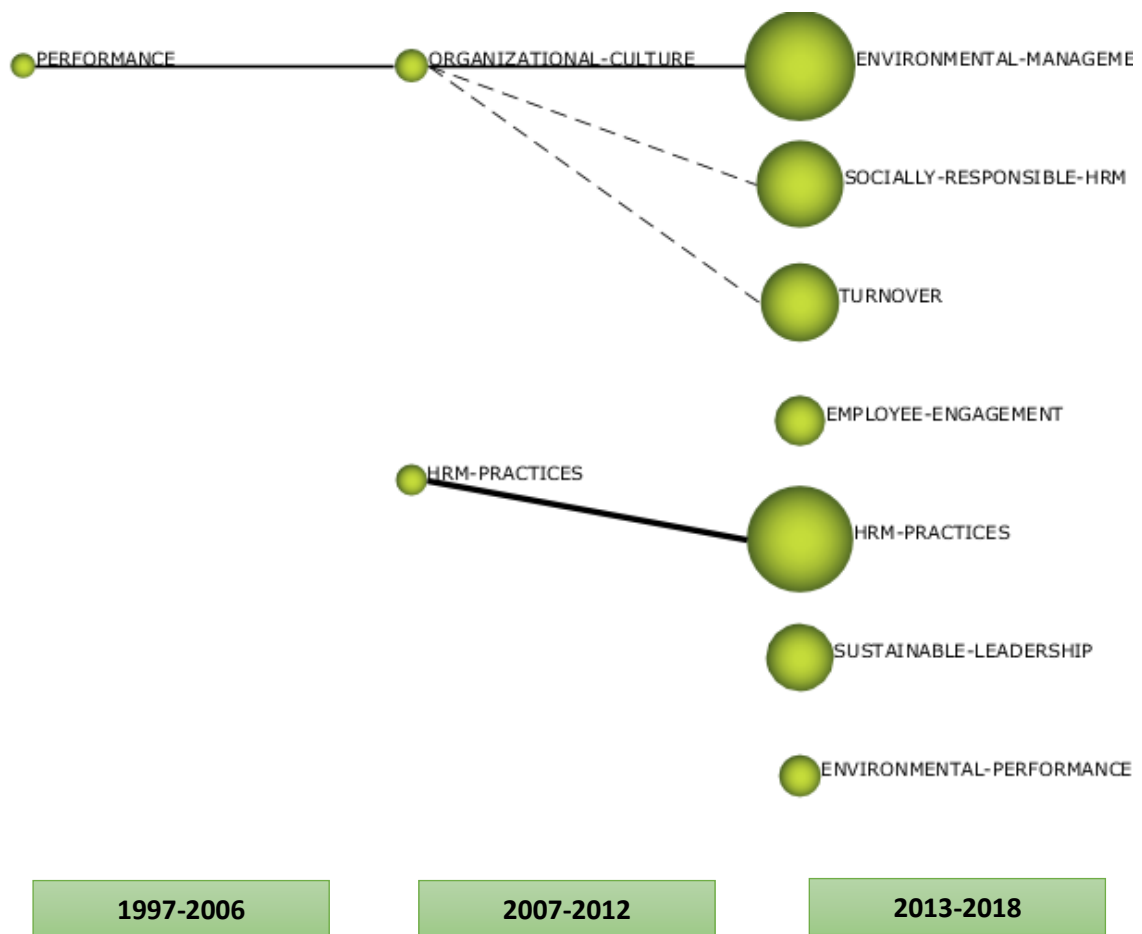 PERFORMANCE
ORGANIZATIONAL-CULTURE
ENVIRONMENTAL-MANAGEME
SOCIALLY-RESPONSIBLE-HRM
TURNOVER
EMPLOYEE-ENGAGEMENT
HRM-PRACTICES
HRM-PRACTICES
SUSTAINABLE-LEADERSHIP
ENVIRONMENTAL-PERFORMANCE
1997-2006
2007-2012
2013-2018